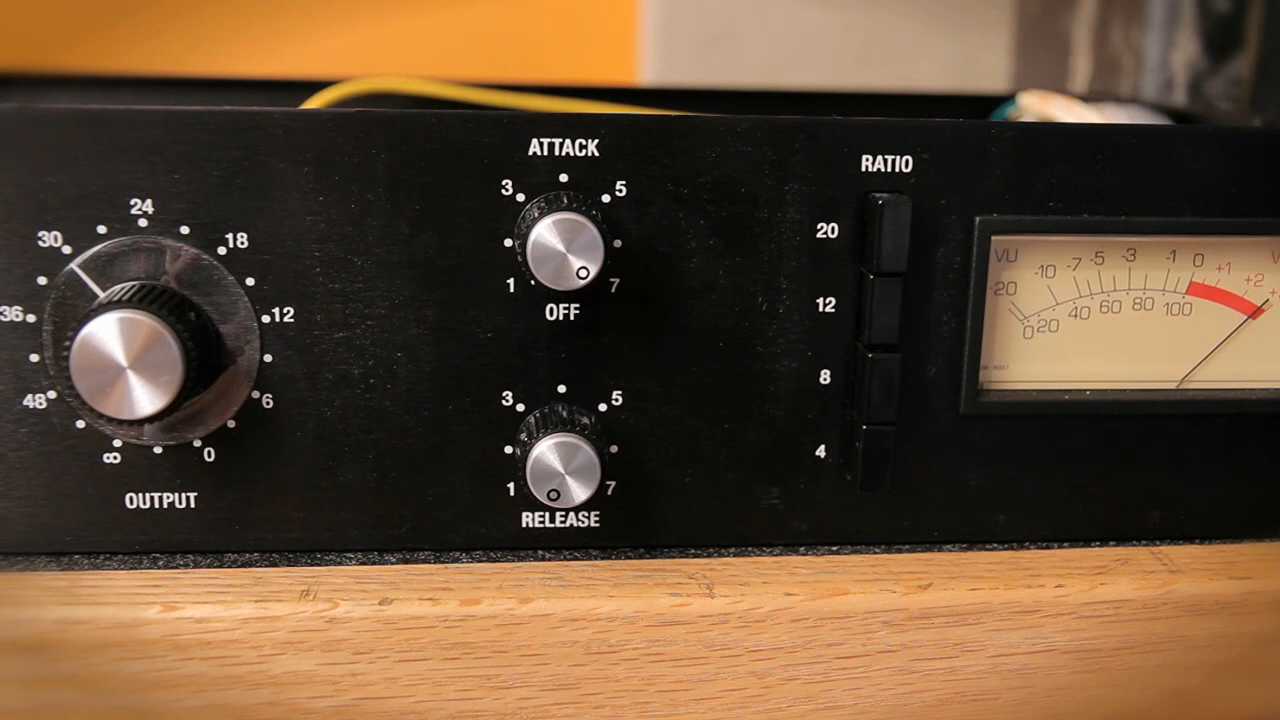 24
30
18
36
12
48
6
∞
0
OUTPUT
ATTACK
3
5
1
7
OFF
3
5
1
7
RELEASE
RATIO
20
12
8
4
VU
-20 -10 -7 -5 -3 -1 0 +1 +2
0 20 40 60 80 100